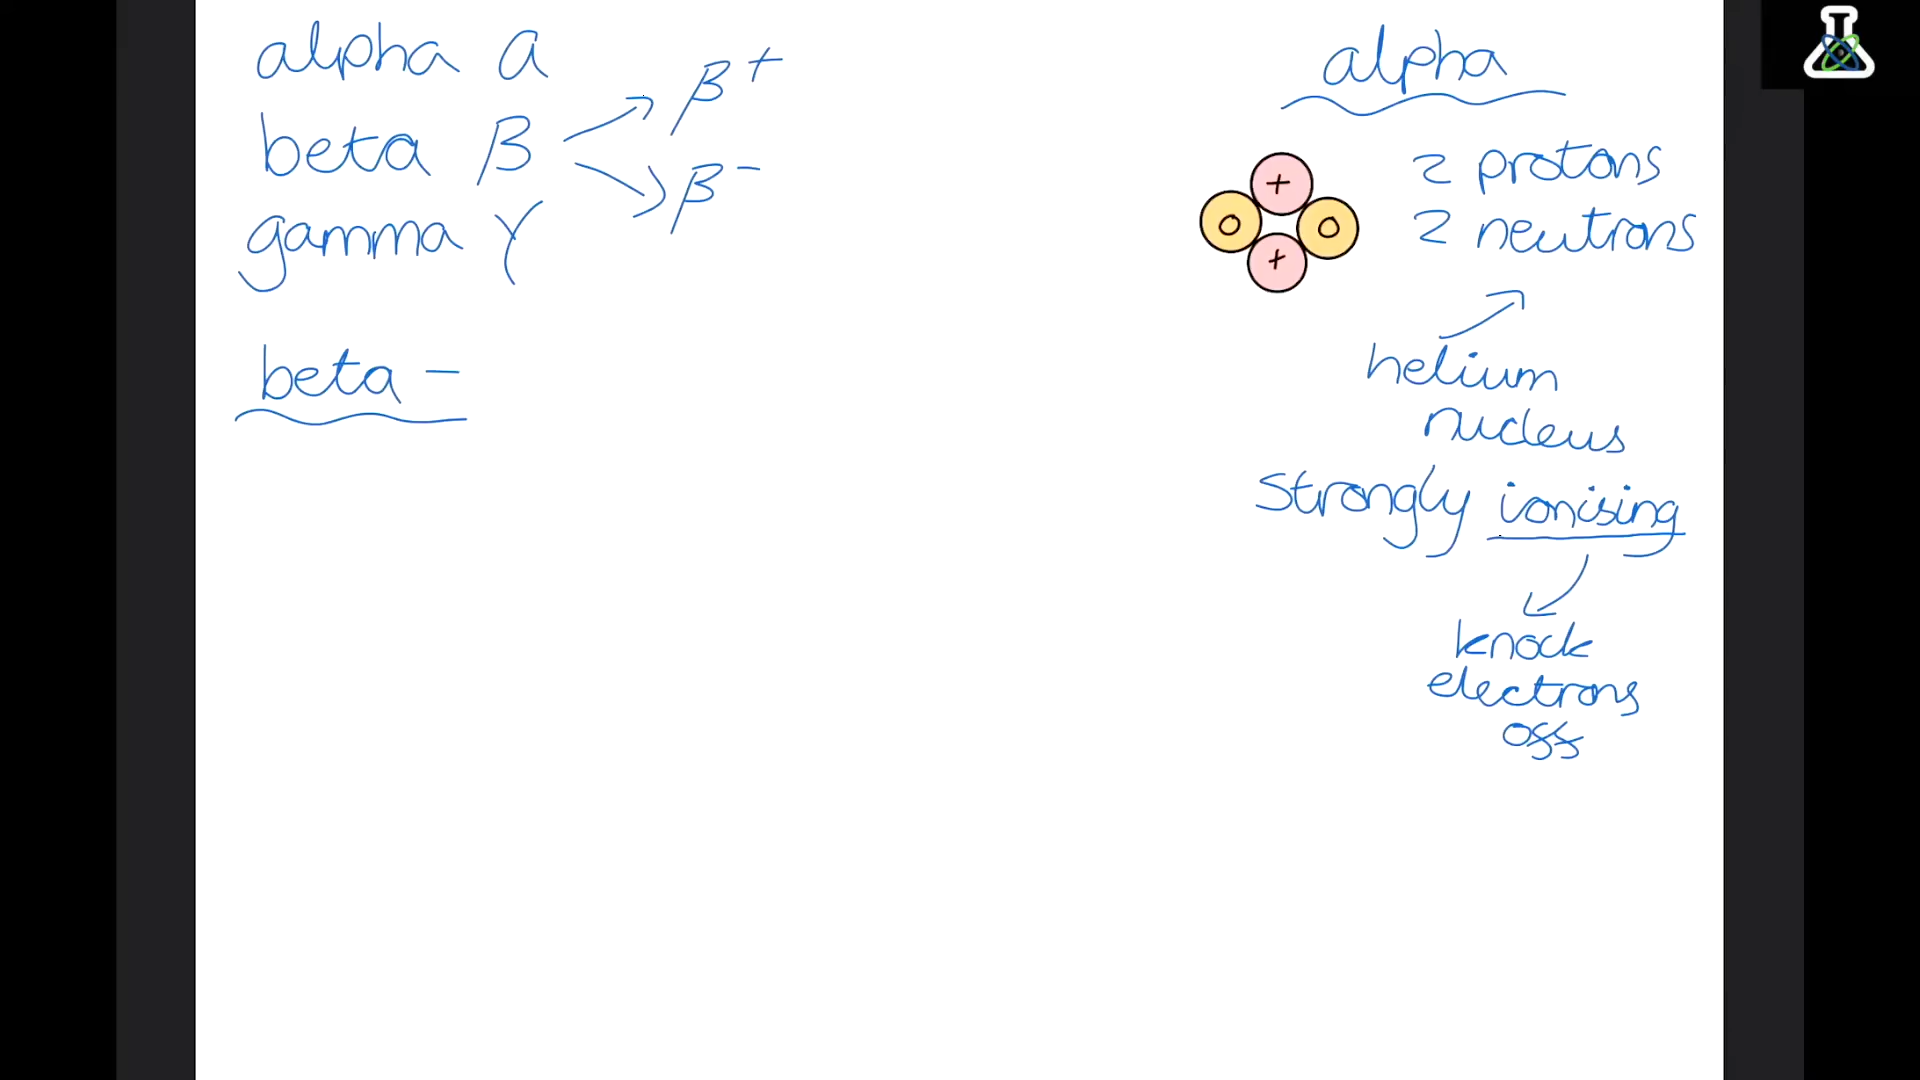 alpha α
beta β
β+
β-
gamma γ
beta -
alpha
+
o o
+
2 protons
2 neutrons
helium
nucleus
Strongly ionising
knock
electrons
off